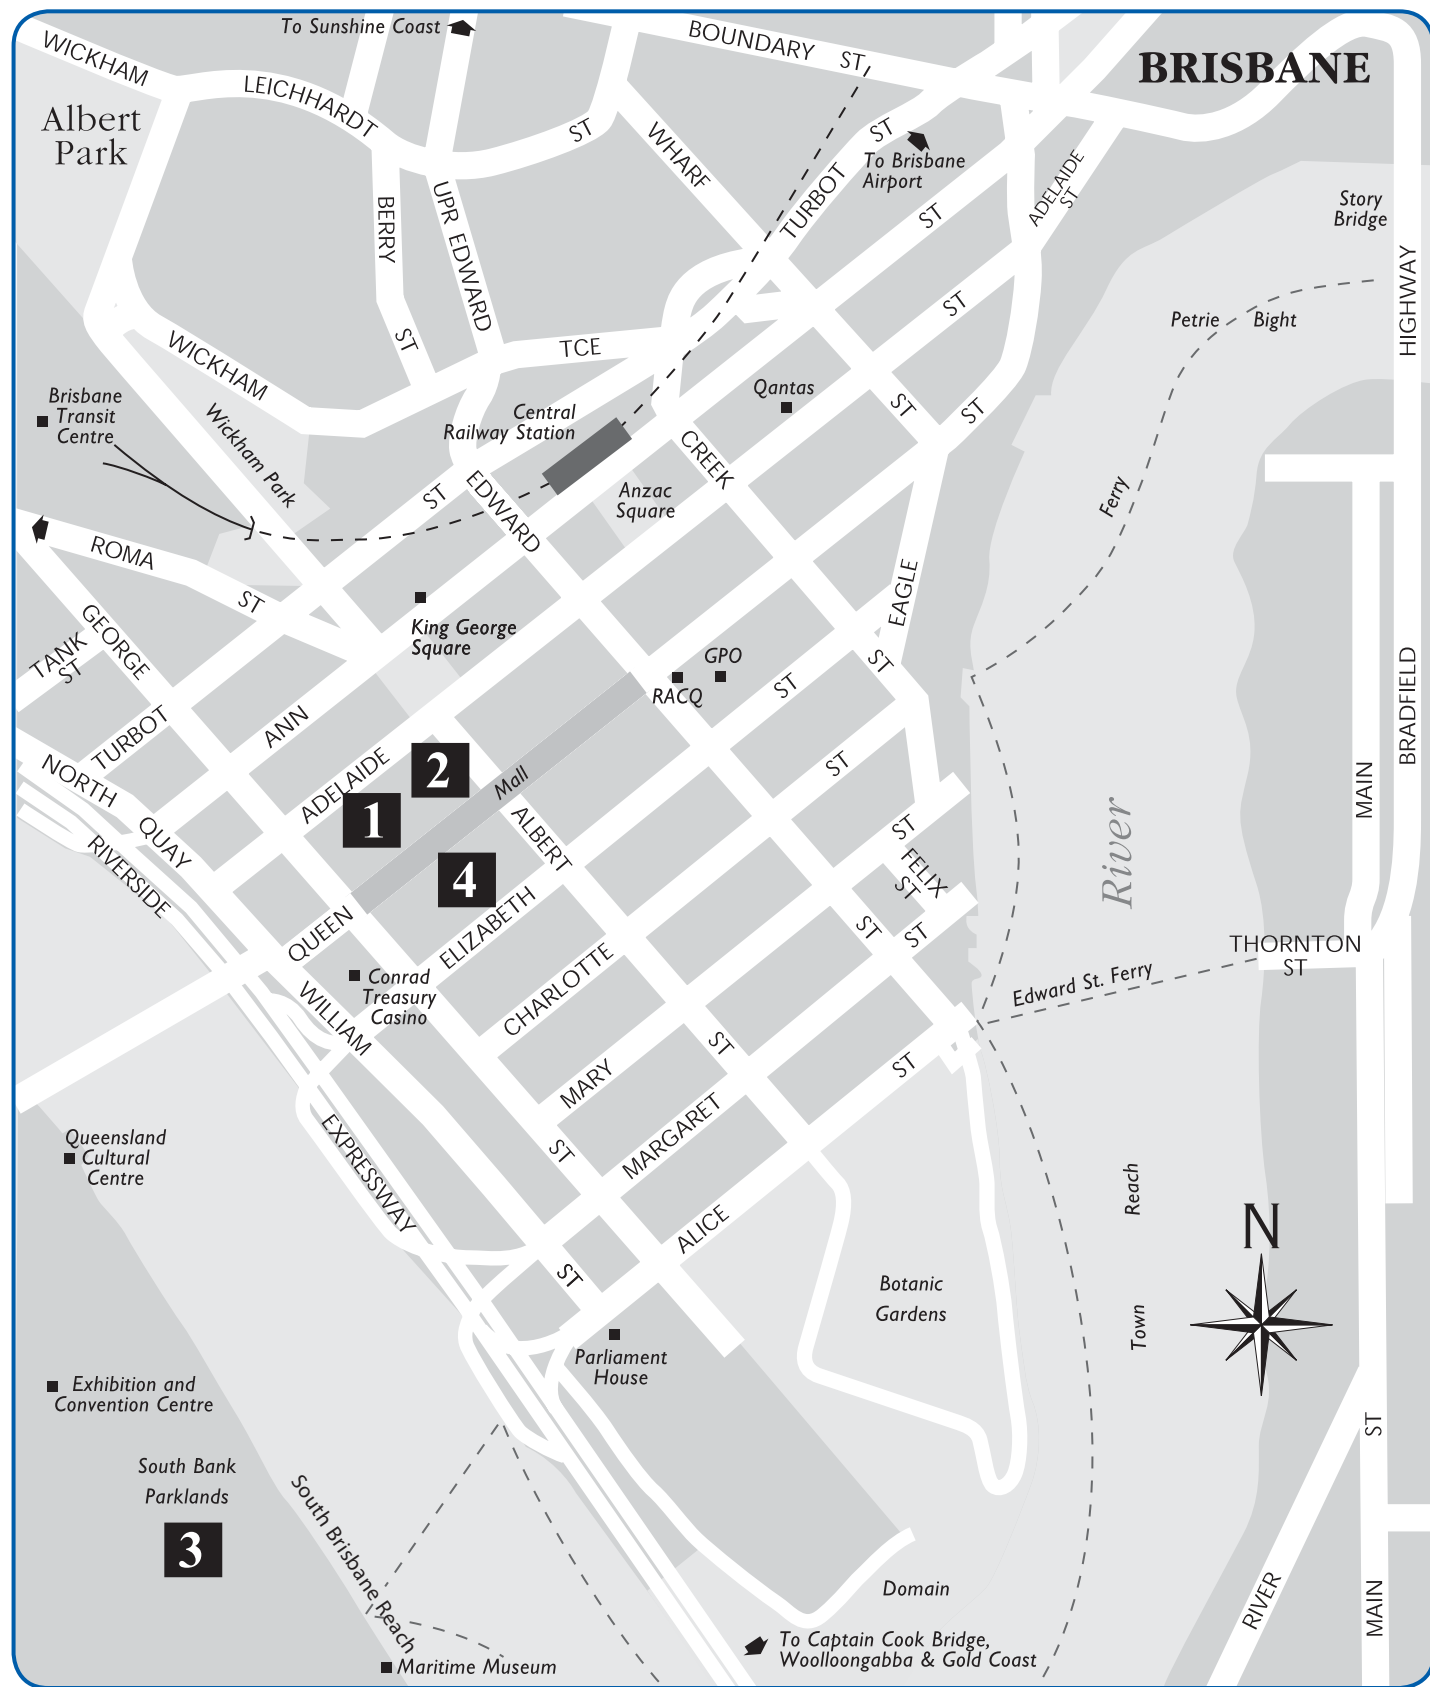 To Sunshine Coast
BOUNDARY ST
BRISBANE
WICKHAM
LEICHHARDT ST
Albert
Park
WHARF
ST
To Brisbane
Airport
TURBOT
ST
ADELAIDE
ST
Story
Bridge
BERRY
UPR EDWARD
HIGHWAY
ST
Petrie Bight
ST
TCE
WICKHAM
Qantas
Brisbane
Transit
Centre
Wickham Park
Central
Railway Station
ST
ST
CREEK
ST
EDWARD
Anzac
Square
Ferry
ROMA
ST
EAGLE
King George
Square
GEORGE
TANK
ST
GPO
RACQ
ST
ST
BRADFIELD
ANN
TURBOT
NORTH
QUAY
ADELAIDE
2
Mall
ST
MAIN
1
ALBERT
ST
River
RIVERSIDE
4
FELIX
ST
QUEEN
ELIZABETH
ST
ST
THORNTON
ST
Conrad
Treasury
Casino
CHARLOTTE
Edward St. Ferry
WILLIAM
ST
ST
MARY
Queensland
Cultural
Centre
EXPRESSWAY
ST
MARGARET
Reach
N
ALICE
ST
Botanic
Gardens
Town
Parliament
House
Exhibition and
Convention Centre
ST
South Bank
Parklands
South Brisbane Reach
3
Domain
RIVER
MAIN
To Captain Cook Bridge,
Woolloongabba & Gold Coast
Maritime Museum